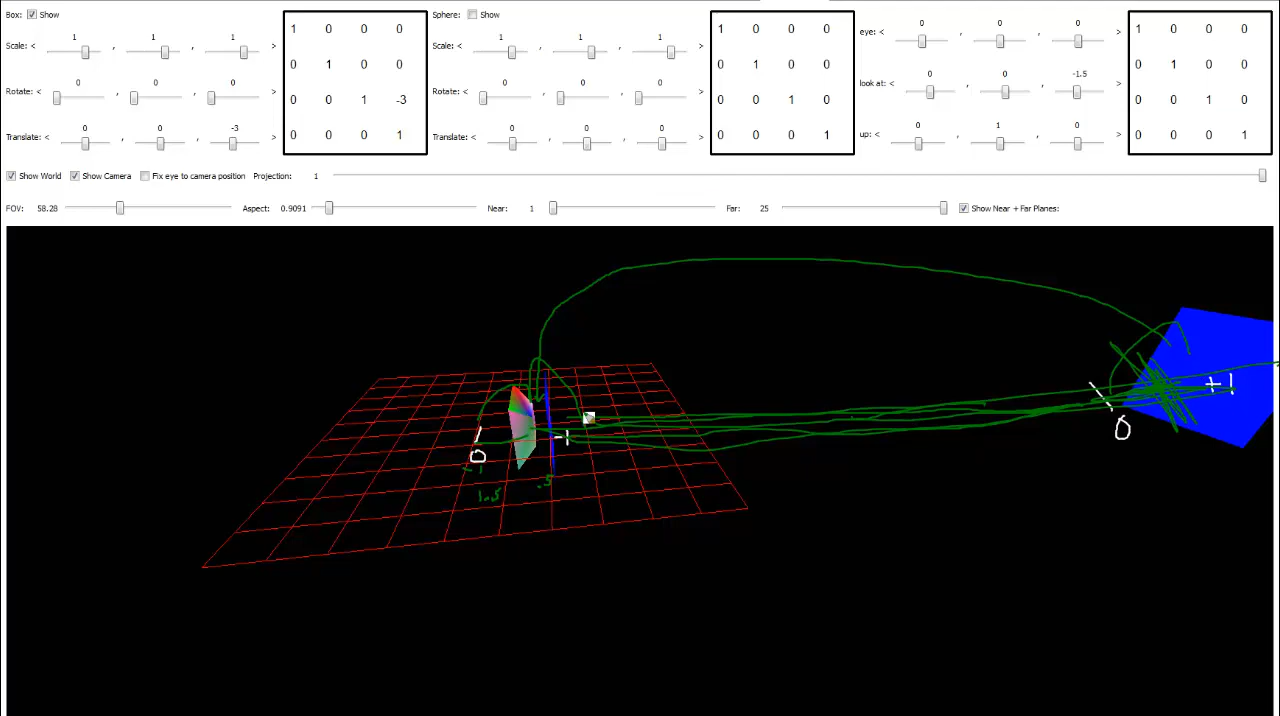 Box: Show
Scale: < 1 , 1 , 1 >
Rotate: < 0 , 0 , 0 >
Translate: < 0 , 0 , -3 >
1 0 0 0
0 1 0 0
0 0 1 -3
0 0 0 1
Sphere: Show
Scale: < 1 , 1 , 1 >
Rotate: < 0 , 0 , 0 >
Translate: < 0 , 0 , 0 >
1 0 0 0
0 1 0 0
0 0 1 0
0 0 0 1
eye: < 0 , 0 , 0 >
look at: < 0 , 0 , -1.5 >
up: < 0 , 1 , 0 >
1 0 0 0
0 1 0 0
0 0 1 0
0 0 0 1
Show World Show Camera Fix eye to camera position Projection: 1
FOV: 58.28 Aspect: 0.9091 Near: 1 Far: 25 Show Near + Far Planes:
+1
0
0
-1
1.5
.5